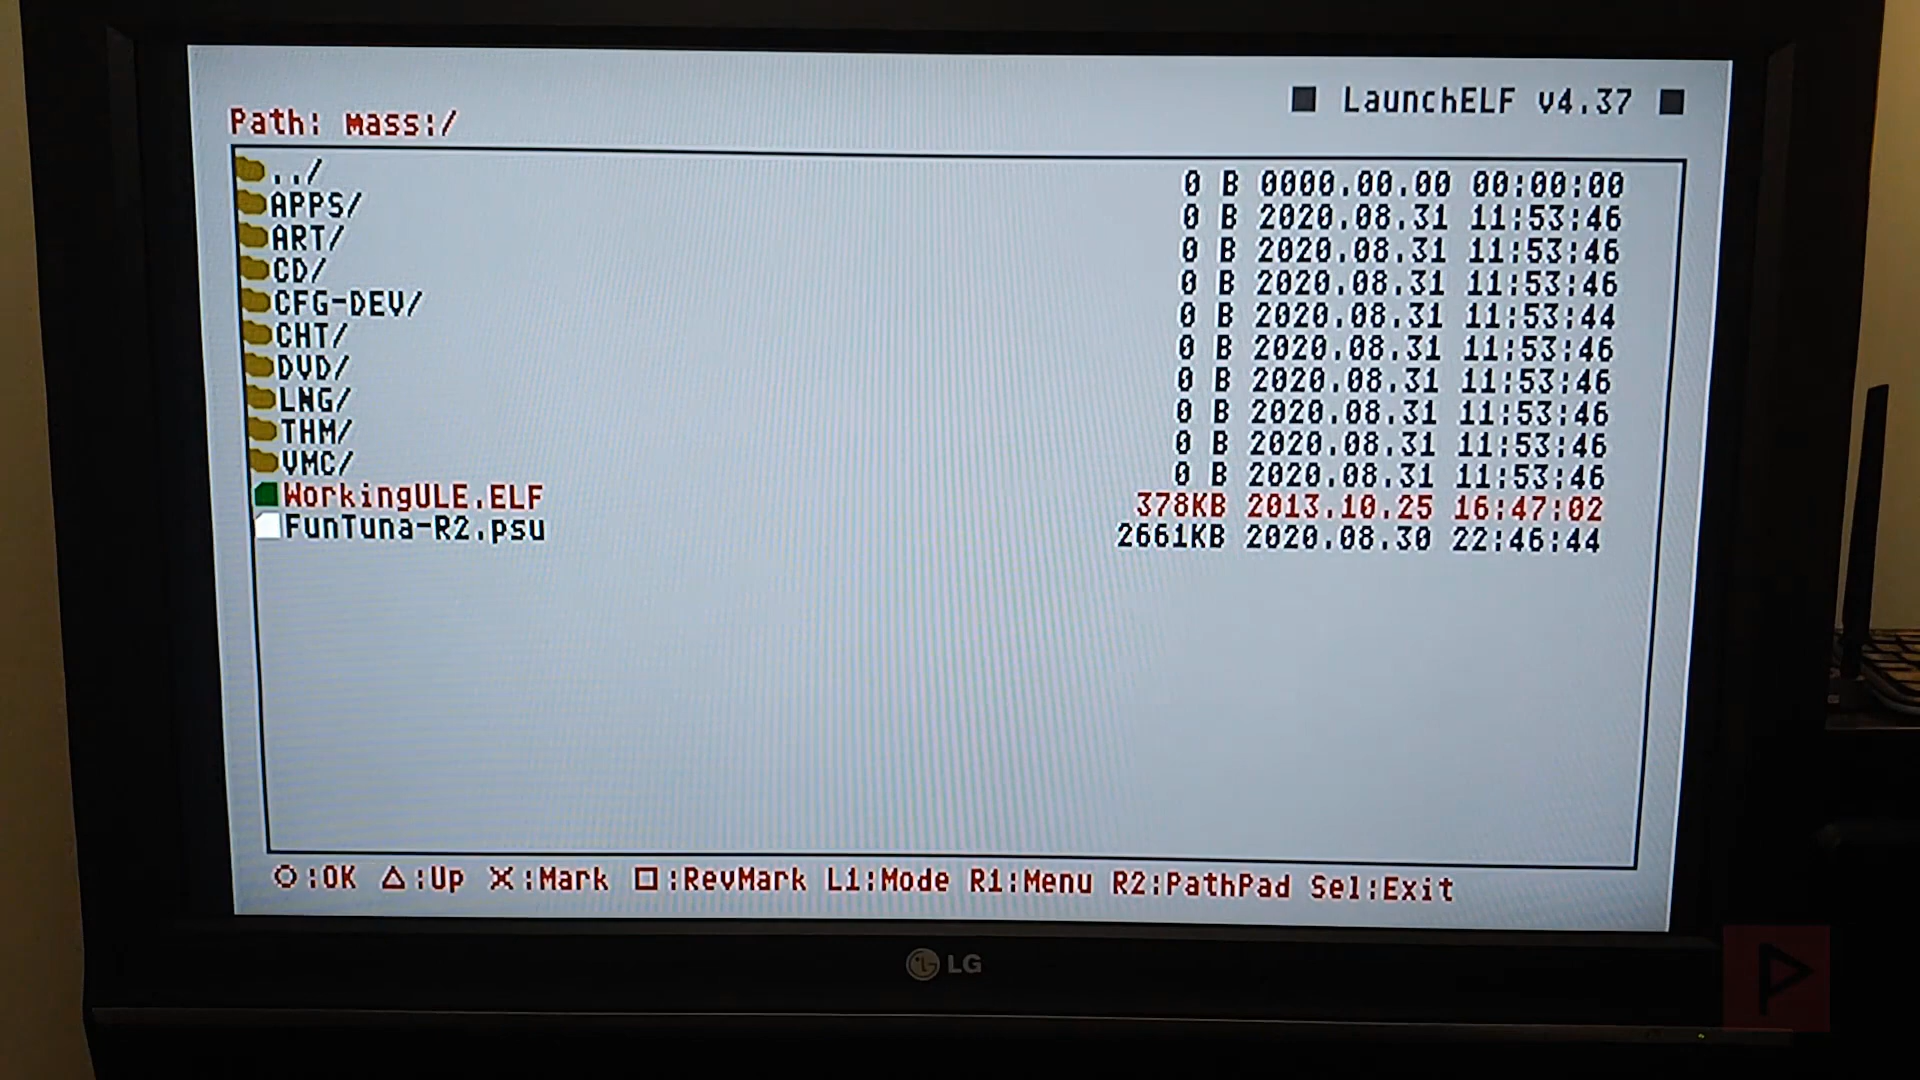 ■ LaunchELF v4.37 ■
Path: mass:/
../ 0 B 0000.00.00 00:00:00
APPS/ 0 B 2020.08.31 11:53:46
ART/ 0 B 2020.08.31 11:53:46
CD/ 0 B 2020.08.31 11:53:46
CFG-DEV/ 0 B 2020.08.31 11:53:44
CHT/ 0 B 2020.08.31 11:53:46
DVD/ 0 B 2020.08.31 11:53:46
LNG/ 0 B 2020.08.31 11:53:46
THM/ 0 B 2020.08.31 11:53:46
VMC/ 0 B 2020.08.31 11:53:46
WorkingULE.ELF 378KB 2013.10.25 16:47:02
FunTuna-R2.psu 2661KB 2020.08.30 22:46:44
○:OK △:Up ×:Mark □:RevMark L1:Mode R1:Menu R2:PathPad Sel:Exit
LG